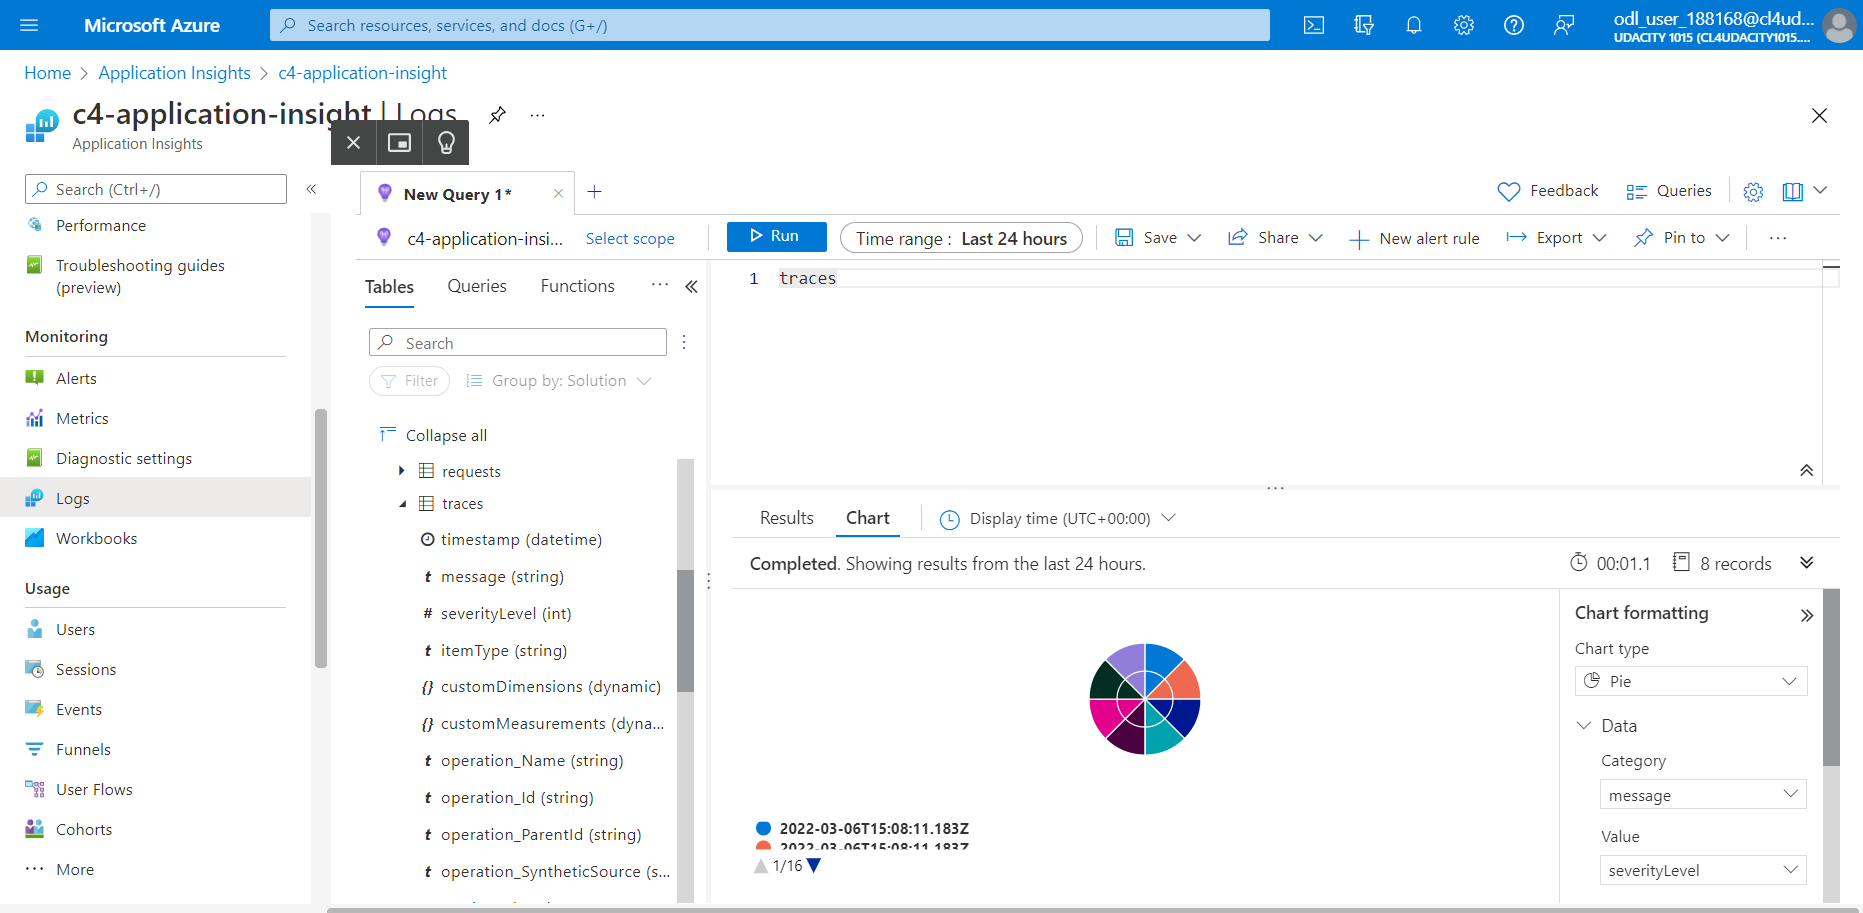 Microsoft Azure
Search resources, services, and docs (G+/)
odl_user_188168@cl4ud...
UDACITY 1015 (CL4UDACITY1015....
Home > Application Insights > c4-application-insight
c4-application-insight | Logs
Application Insights
Search (Ctrl+/)
Performance
Troubleshooting guides
(preview)
Monitoring
Alerts
Metrics
Diagnostic settings
Logs
Workbooks
Usage
Users
Sessions
Events
Funnels
User Flows
Cohorts
More
New Query 1*
Feedback
Queries
c4-application-insi...
Select scope
Run
Time range : Last 24 hours
Save
Share
New alert rule
Export
Pin to
Tables
Queries
Functions
Search
Filter
Group by: Solution
Collapse all
requests
traces
timestamp (datetime)
t message (string)
# severityLevel (int)
t itemType (string)
{} customDimensions (dynamic)
{} customMeasurements (dyna...
t operation_Name (string)
t operation_Id (string)
t operation_ParentId (string)
t operation_SyntheticSource (s...
1 traces
Results
Chart
Display time (UTC+00:00)
Completed. Showing results from the last 24 hours.
00:01.1
8 records
2022-03-06T15:08:11.183Z
2022-03-06T15:08:11.183Z
1/16
Chart formatting
Chart type
Pie
Data
Category
message
Value
severityLevel